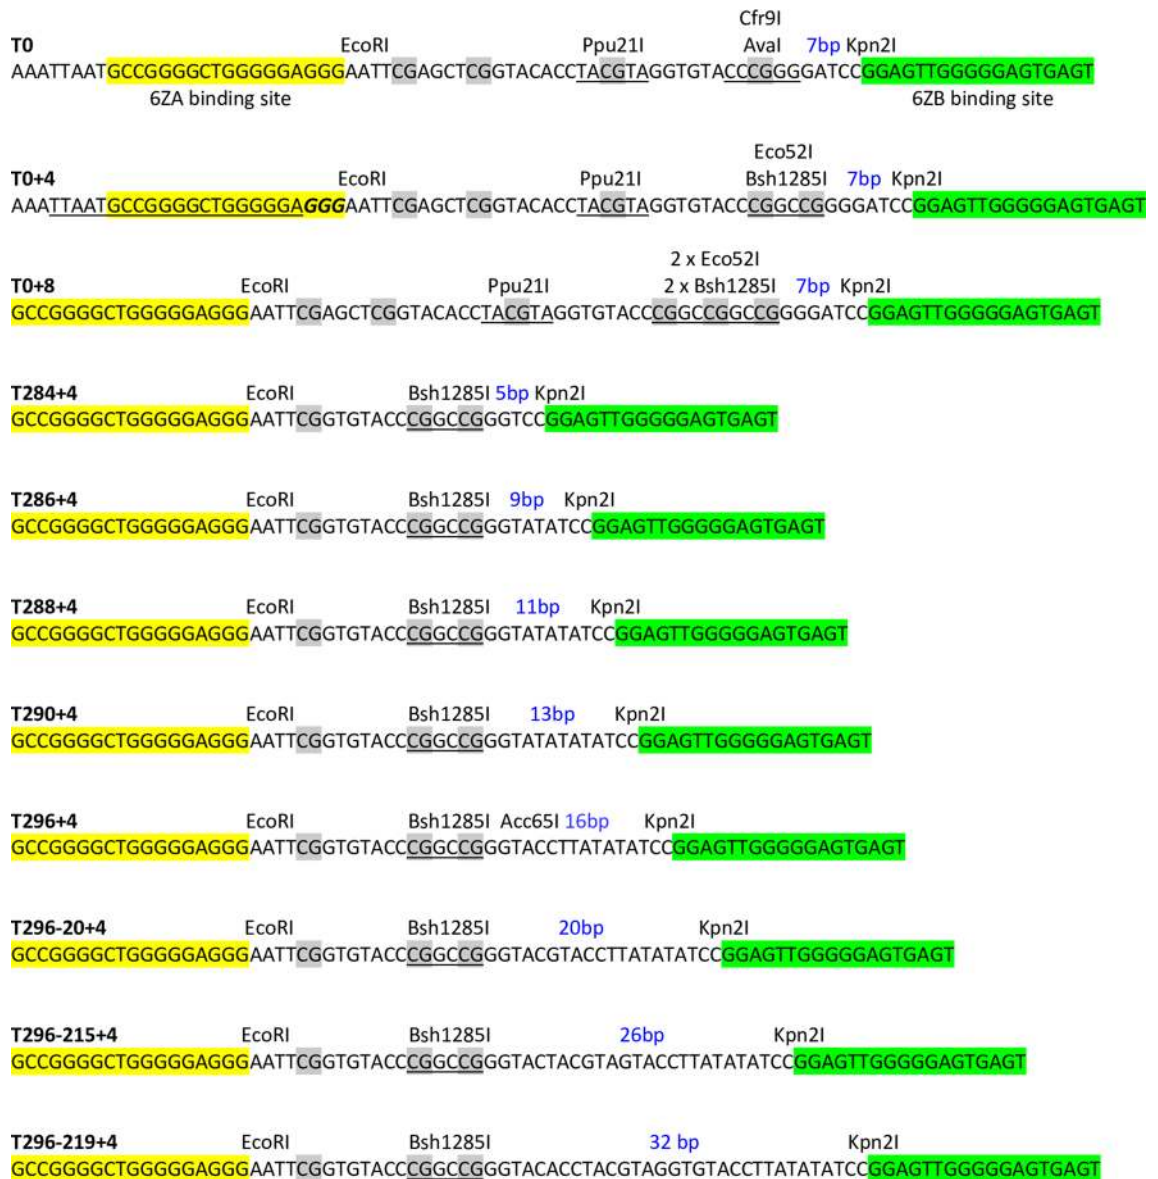 Cfr9I
T0 EcoRI Ppu21I AvaI 7bp Kpn2I
AAATTAATGCCGGGGCTGGGGGAGGGAATTCGAGCTCGGTACACCTACGTAGGTGTACCCGGGGATCCGGAGTTGGGGGAGTGAGT
6ZA binding site 6ZB binding site
Eco52I
T0+4 EcoRI Ppu21I Bsh1285I 7bp Kpn2I
AAATTAATGCCGGGGCTGGGGGAGGGAATTCGAGCTCGGTACACCTACGTAGGTGTACCCGGCCGGGGATCCGGAGTTGGGGGAGTGAGT
2 x Eco52I
T0+8 EcoRI Ppu21I 2 x Bsh1285I 7bp Kpn2I
GCCGGGGCTGGGGGAGGGAATTCGAGCTCGGTACACCTACGTAGGTGTACCCGGCCGGCCGGGGATCCGGAGTTGGGGGAGTGAGT
T284+4 EcoRI Bsh1285I 5bp Kpn2I
GCCGGGGCTGGGGGAGGGAATTCGGTGTACCCGGCCGGGTCCGGAGTTGGGGGAGTGAGT
T286+4 EcoRI Bsh1285I 9bp Kpn2I
GCCGGGGCTGGGGGAGGGAATTCGGTGTACCCGGCCGGGTATATCCGGAGTTGGGGGAGTGAGT
T288+4 EcoRI Bsh1285I 11bp Kpn2I
GCCGGGGCTGGGGGAGGGAATTCGGTGTACCCGGCCGGGTATATATCCGGAGTTGGGGGAGTGAGT
T290+4 EcoRI Bsh1285I 13bp Kpn2I
GCCGGGGCTGGGGGAGGGAATTCGGTGTACCCGGCCGGGTATATATATCCGGAGTTGGGGGAGTGAGT
T296+4 EcoRI Bsh1285I Acc65I 16bp Kpn2I
GCCGGGGCTGGGGGAGGGAATTCGGTGTACCCGGCCGGGTACCTTATATATCCGGAGTTGGGGGAGTGAGT
T296-20+4 EcoRI Bsh1285I 20bp Kpn2I
GCCGGGGCTGGGGGAGGGAATTCGGTGTACCCGGCCGGGTACGTACCTTATATATCCGGAGTTGGGGGAGTGAGT
T296-215+4 EcoRI Bsh1285I 26bp Kpn2I
GCCGGGGCTGGGGGAGGGAATTCGGTGTACCCGGCCGGGTACTACGTAGTACCTTATATATCCGGAGTTGGGGGAGTGAGT
T296-219+4 EcoRI Bsh1285I 32 bp Kpn2I
GCCGGGGCTGGGGGAGGGAATTCGGTGTACCCGGCCGGGTACACCTACGTAGGTGTACCTTATATATCCGGAGTTGGGGGAGTGAGT